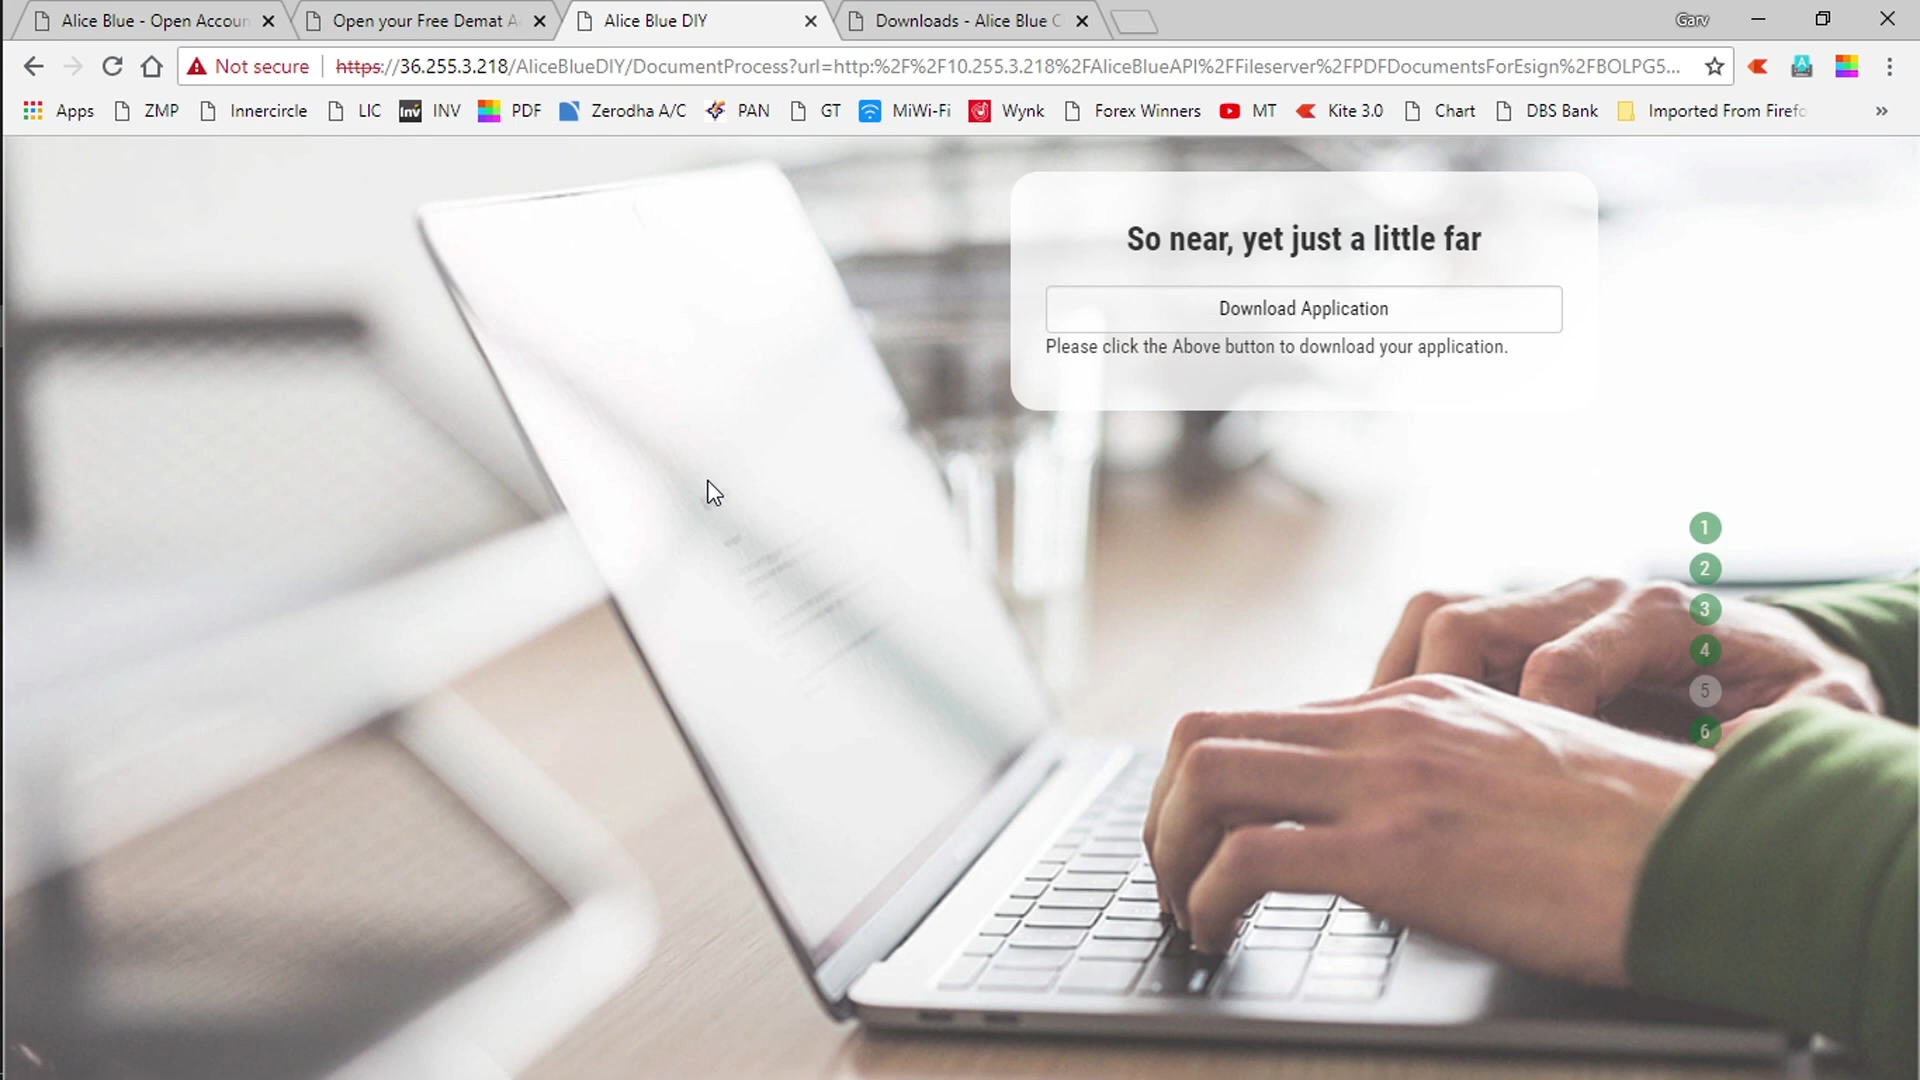 Alice Blue - Open Accoun
Open your Free Demat A
Alice Blue DIY
Downloads - Alice Blue C
Garv
Not secure
https://36.255.3.218/AliceBlueDIY/DocumentProcess?url=http:%2F%2F10.255.3.218%2FAliceBlueAPI%2FFileserver%2FPDFDocumentsForEsign%2FBOLPG5...
Apps
ZMP
Innercircle
LIC
inv
INV
PDF
Zerodha A/C
PAN
GT
MiWi-Fi
Wynk
Forex Winners
MT
Kite 3.0
Chart
DBS Bank
Imported From Firefo
»
So near, yet just a little far
Download Application
Please click the Above button to download your application.
1
2
3
4
5
6